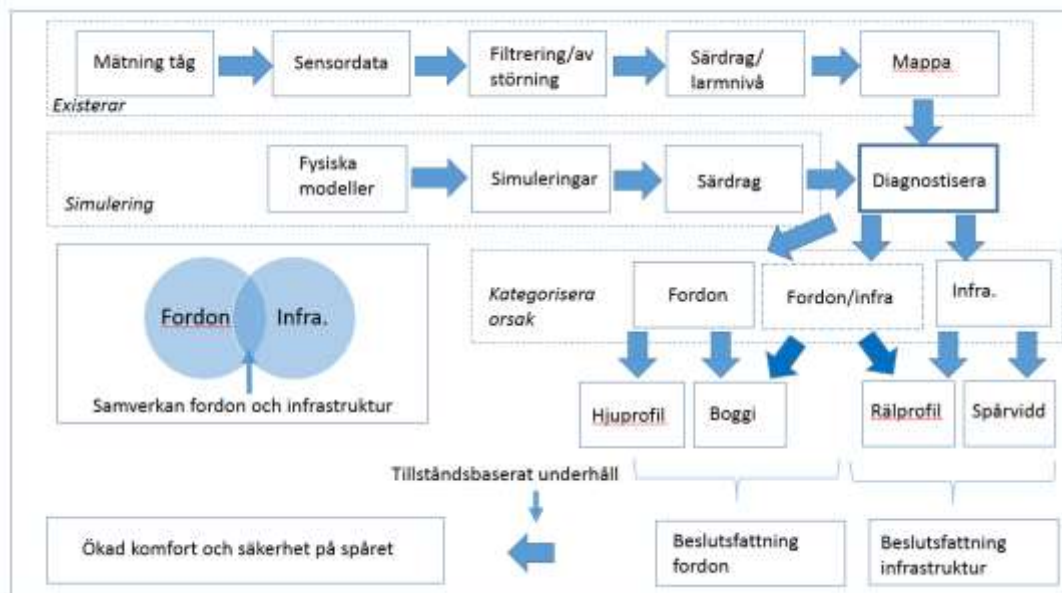 Mätning tåg
Sensordata
Filtrering/av
störning
Särdrag/
larmnivå
Mappa
Existerar
Fysiska
modeller
Simuleringar
Särdrag
Diagnostisera
Simulering
Fordon
Infra.
Samverkan fordon och infrastruktur
Kategorisera
orsak
Fordon
Fordon/infra
Infra.
Hjuprofil
Boggi
Rälprofil
Spårvidd
Tillståndsbaserat underhåll
Ökad komfort och säkerhet på spåret
Beslutsfattning
fordon
Beslutsfattning
infrastruktur